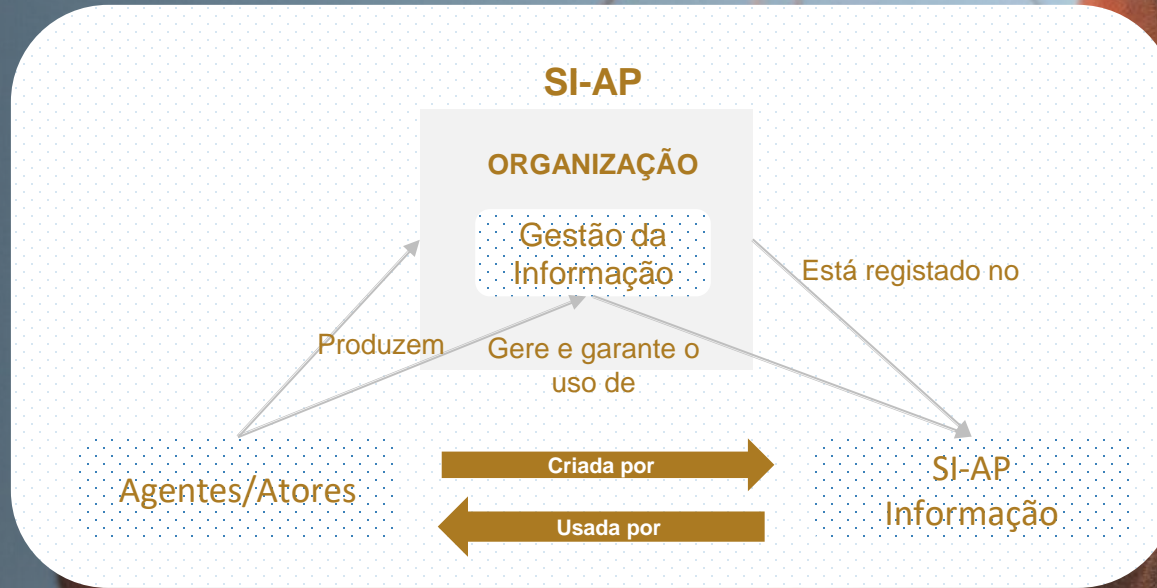 SI-AP
ORGANIZAÇÃO
Gestão da
Informação
Está registado no
Produzem
Gere e garante o
uso de
Agentes/Atores
Criada por
Usada por
SI-AP
Informação